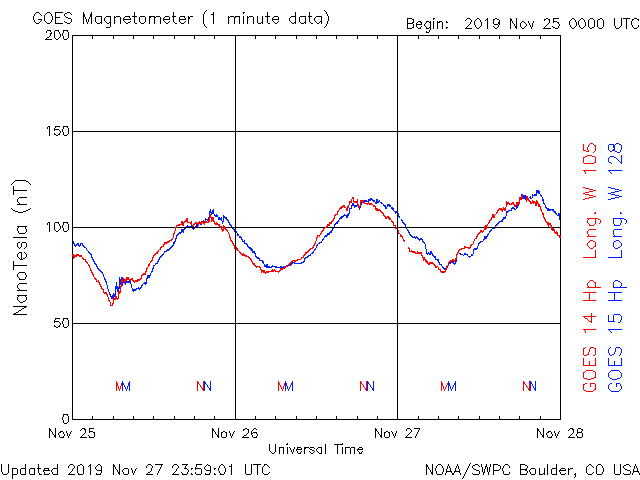 GOES Magnetometer (1 minute data)
Begin: 2019 Nov 25 0000 UTC
200
150
100
50
0
NanoTesla (nT)
M M N N M M N N M M N N
Nov 25 Nov 26 Nov 27 Nov 28
Universal Time
GOES 14 Hp Long. W 105
GOES 15 Hp Long. W 128
Updated 2019 Nov 27 23:59:01 UTC
NOAA/SWPC Boulder, CO USA